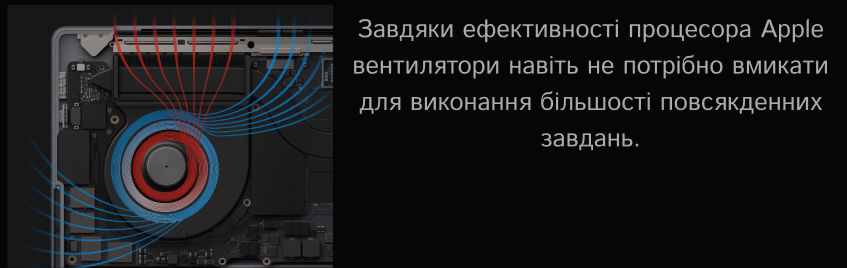 Завдяки ефективності процесора Apple
вентилятори навіть не потрібно вмикати
для виконання більшості повсякденних
завдань.